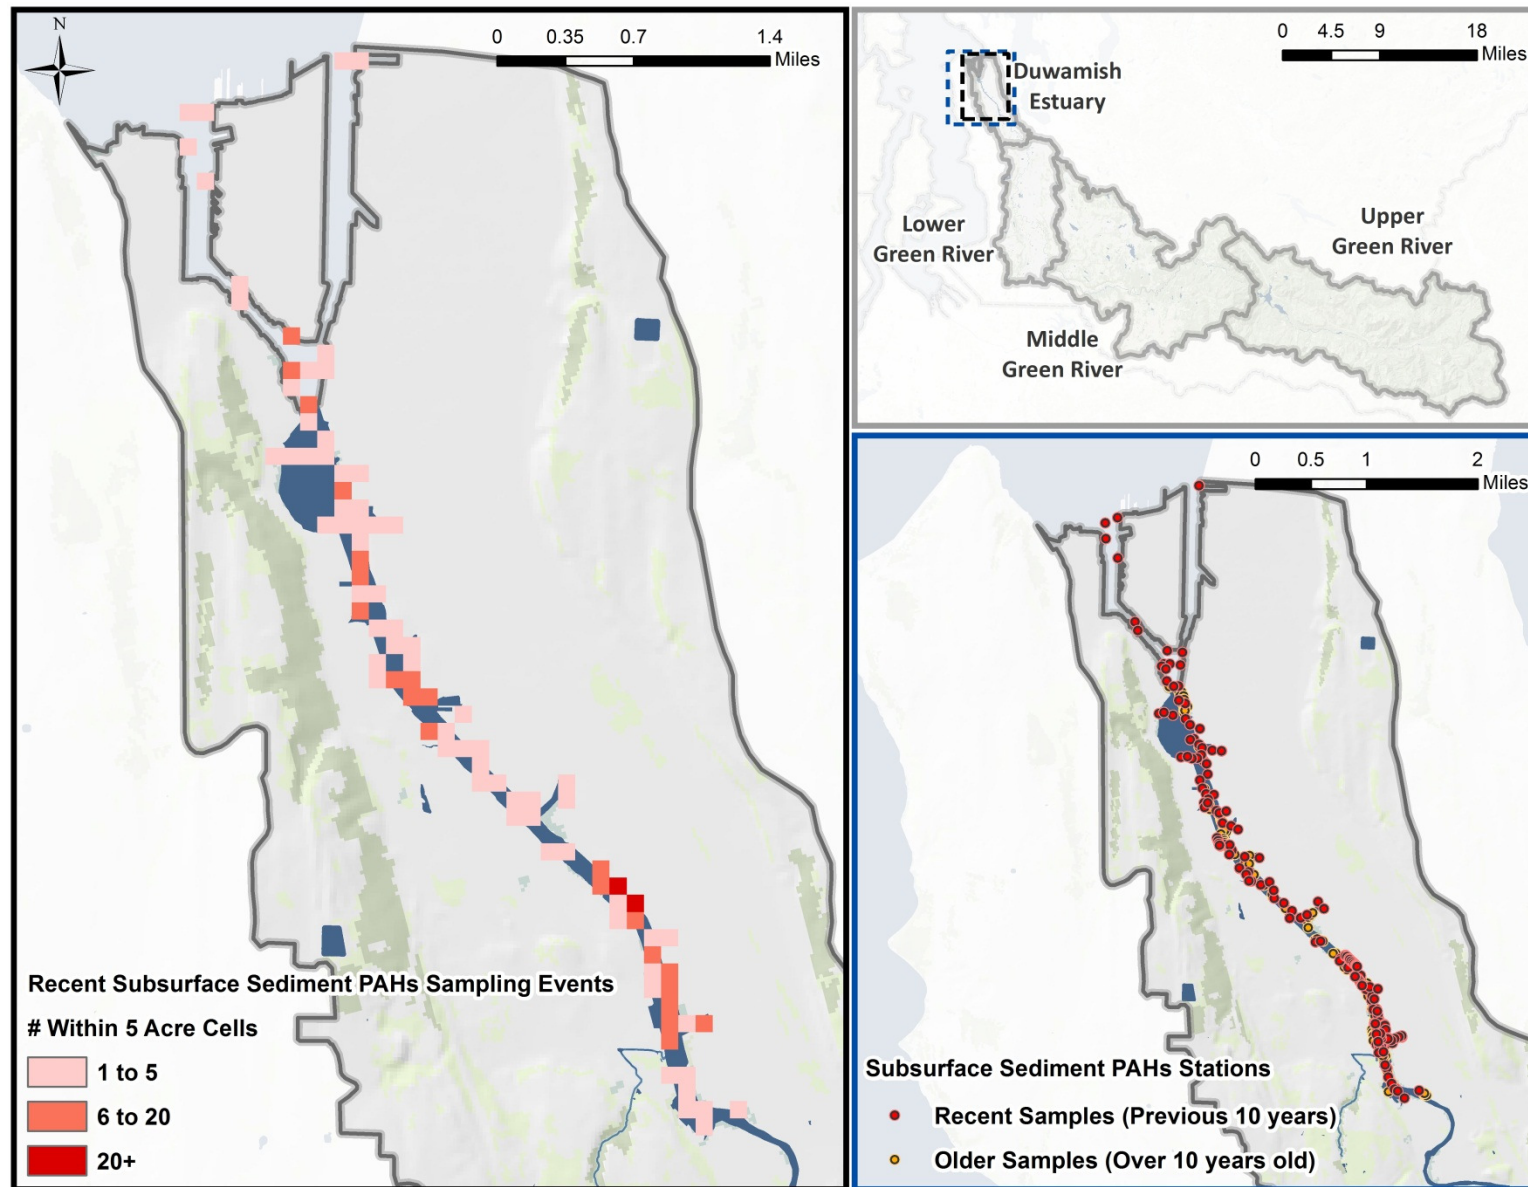 N
0 0.35 0.7 1.4
Miles
Recent Subsurface Sediment PAHs Sampling Events
# Within 5 Acre Cells
1 to 5
6 to 20
20+
0 4.5 9 18
Miles
Duwamish
Estuary
Lower
Green River
Upper
Green River
Middle
Green River
0 0.5 1 2
Miles
Subsurface Sediment PAHs Stations
Recent Samples (Previous 10 years)
Older Samples (Over 10 years old)